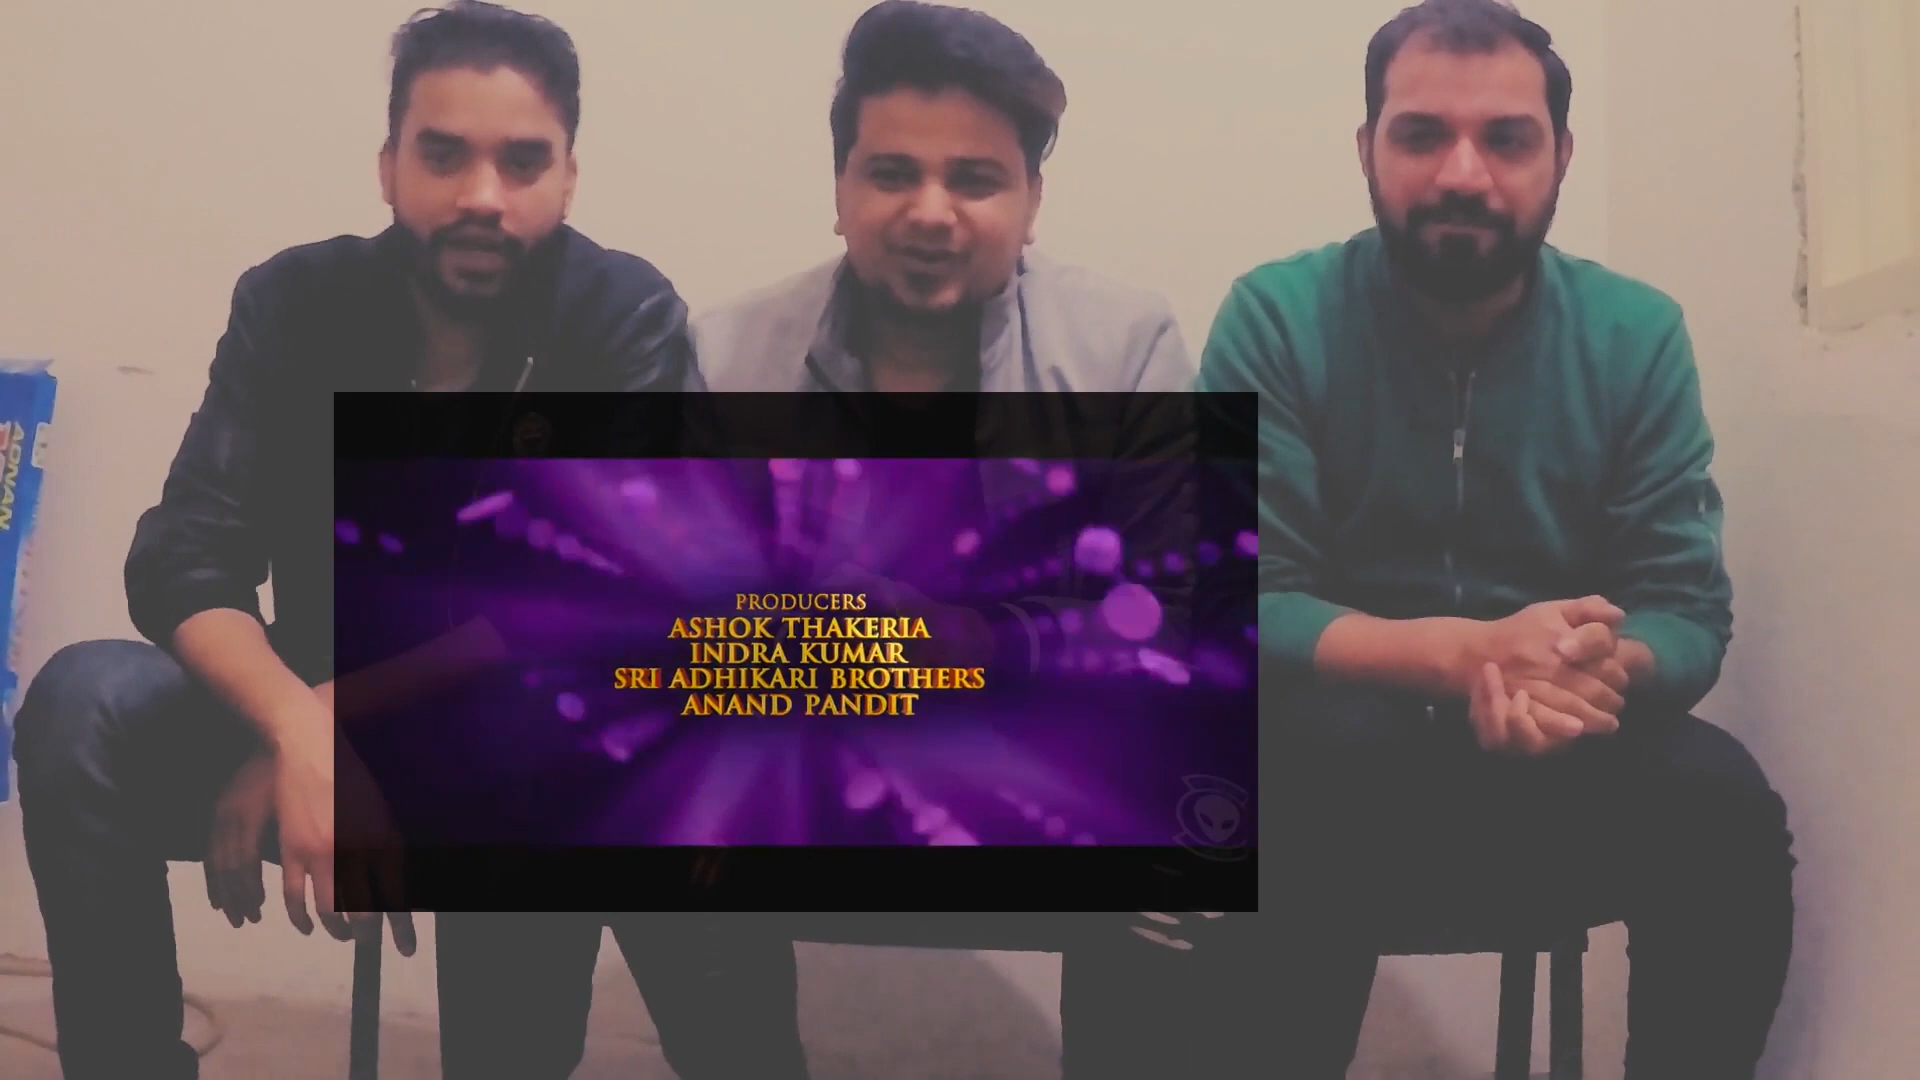 PRODUCERS
ASHOK THAKERIA
INDRA KUMAR
SRI ADHIKARI BROTHERS
ANAND PANDIT